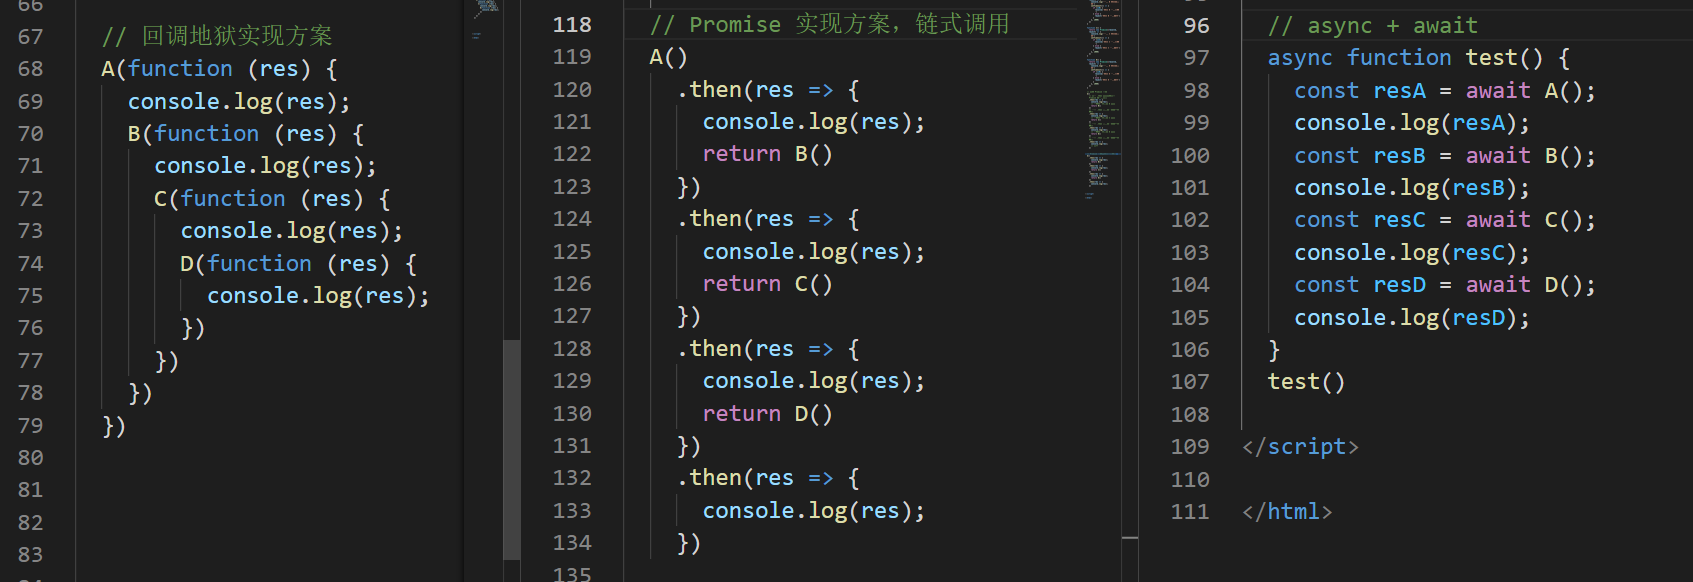 66
67 // 回调地狱实现方案
68 A(function (res) {
69 console.log(res);
70 B(function (res) {
71 console.log(res);
72 C(function (res) {
73 console.log(res);
74 D(function (res) {
75 console.log(res);
76 })
77 })
78 })
79 })
80
81
82
83
118 // Promise 实现方案，链式调用
119 A()
120 .then(res => {
121 console.log(res);
122 return B()
123 })
124 .then(res => {
125 console.log(res);
126 return C()
127 })
128 .then(res => {
129 console.log(res);
130 return D()
131 })
132 .then(res => {
133 console.log(res);
134 })
135
96 // async + await
97 async function test() {
98 const resA = await A();
99 console.log(resA);
100 const resB = await B();
101 console.log(resB);
102 const resC = await C();
103 console.log(resC);
104 const resD = await D();
105 console.log(resD);
106 }
107 test()
108
109 </script>
110
111 </html>